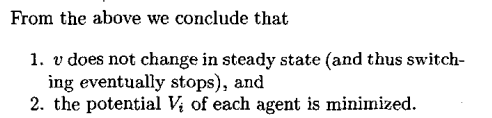 From the above we conclude that
1. v does not change in steady state (and thus switch-
ing eventually stops), and
2. the potential Vi of each agent is minimized.